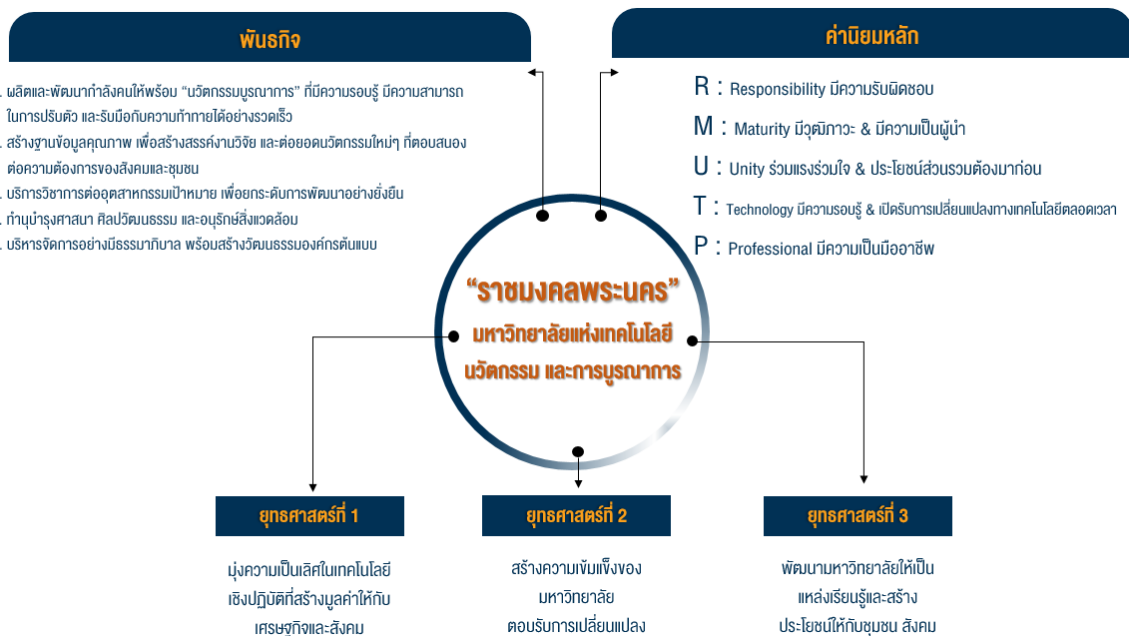 พันธกิจ
. ผลิตและพัฒนากำลังคนให้พร้อม “นวัตกรรมบูรณาการ” ที่มีความรอบรู้ มีความสามารถ
ในการปรับตัว และรับมือกับความท้าทายได้อย่างรวดเร็ว
. สร้างฐานข้อมูลคุณภาพ เพื่อสร้างสรรค์งานวิจัย และต่อยอดนวัตกรรมใหม่ๆ ที่ตอบสนอง
ต่อความต้องการของสังคมและชุมชน
. บริการวิชาการต่ออุตสาหกรรมเป้าหมาย เพื่อยกระดับการพัฒนาอย่างยั่งยืน
. ทำนุบำรุงศาสนา ศิลปวัฒนธรรม และอนุรักษ์สิ่งแวดล้อม
. บริหารจัดการอย่างมีธรรมาภิบาล พร้อมสร้างวัฒนธรรมองค์กรต้นแบบ
ค่านิยมหลัก
R : Responsibility มีความรับผิดชอบ
M : Maturity มีวุฒิภาวะ & มีความเป็นผู้นำ
U : Unity ร่วมแรงร่วมใจ & ประโยชน์ส่วนรวมต้องมาก่อน
T : Technology มีความรอบรู้ & เปิดรับการเปลี่ยนแปลงทางเทคโนโลยีตลอดเวลา
P : Professional มีความเป็นมืออาชีพ
“ราชมงคลพระนคร”
มหาวิทยาลัยแห่งเทคโนโลยี
นวัตกรรม และการบูรณาการ
ยุทธศาสตร์ที่ 1
มุ่งความเป็นเลิศในเทคโนโลยี
เชิงปฏิบัติที่สร้างมูลค่าให้กับ
เศรษฐกิจและสังคม
ยุทธศาสตร์ที่ 2
สร้างความเข้มแข็งของ
มหาวิทยาลัย
ตอบรับการเปลี่ยนแปลง
ยุทธศาสตร์ที่ 3
พัฒนามหาวิทยาลัยให้เป็น
แหล่งเรียนรู้และสร้าง
ประโยชน์ให้กับชุมชน สังคม